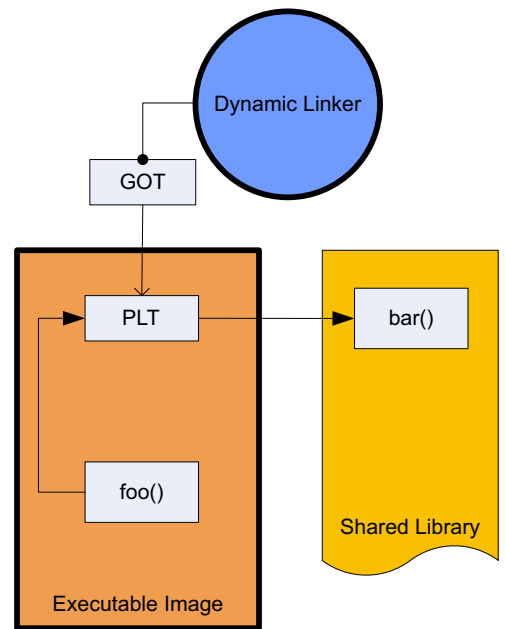 Dynamic Linker
GOT
PLT
bar()
foo()
Shared Library
Executable Image